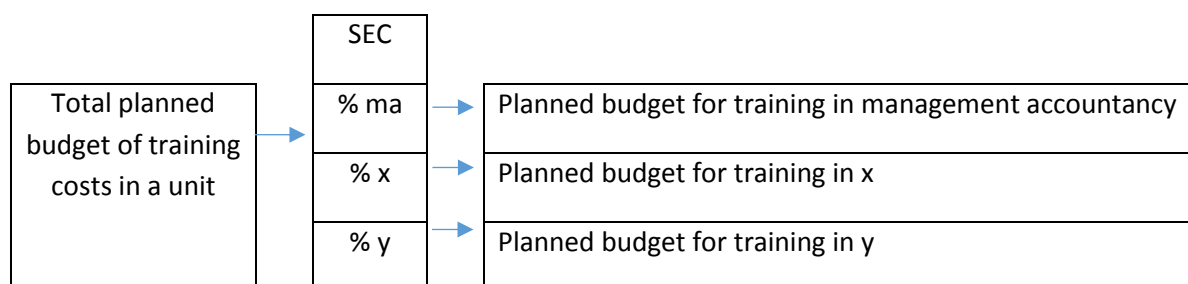 SEC
Total planned
budget of training
costs in a unit
% ma
Planned budget for training in management accountancy
% x
Planned budget for training in x
% y
Planned budget for training in y